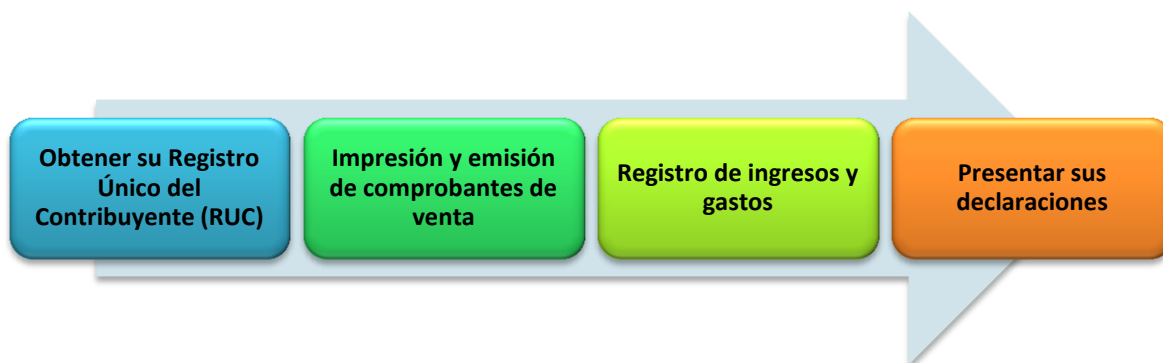 Obtener su Registro
Único del
Contribuyente (RUC)
Impresión y emisión
de comprobantes de
venta
Registro de ingresos y
gastos
Presentar sus
declaraciones